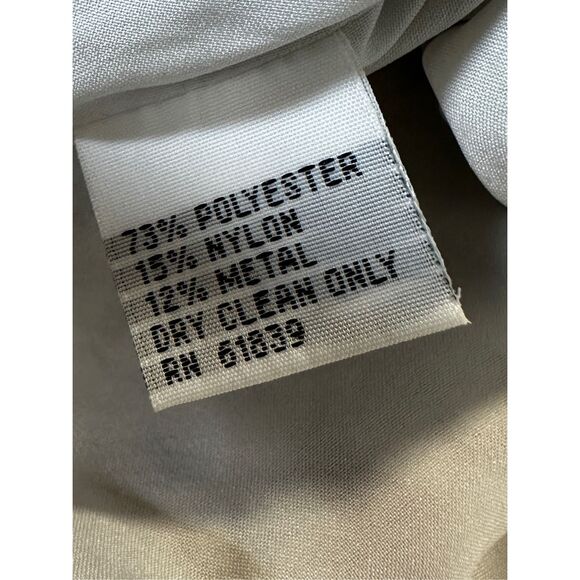 73% POLYESTER
15% NYLON
12% METAL
DRY CLEAN ONLY
RN 61839